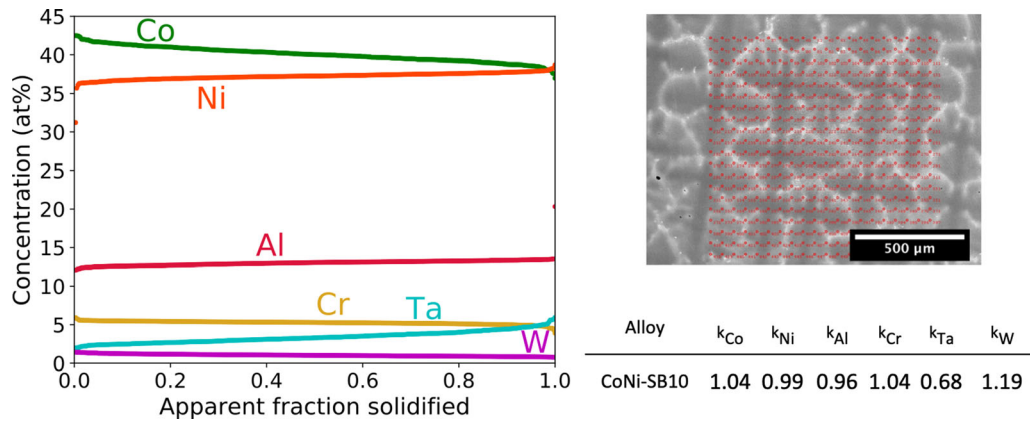 45
40
35
30
25
20
15
10
5
0
Concentration (at%)
Co
Ni
Al
Cr
Ta
W
0.0 0.2 0.4 0.6 0.8 1.0
Apparent fraction solidified
500 µm
Alloy kCo kNi kAl kCr kTa kW
CoNi-SB10 1.04 0.99 0.96 1.04 0.68 1.19